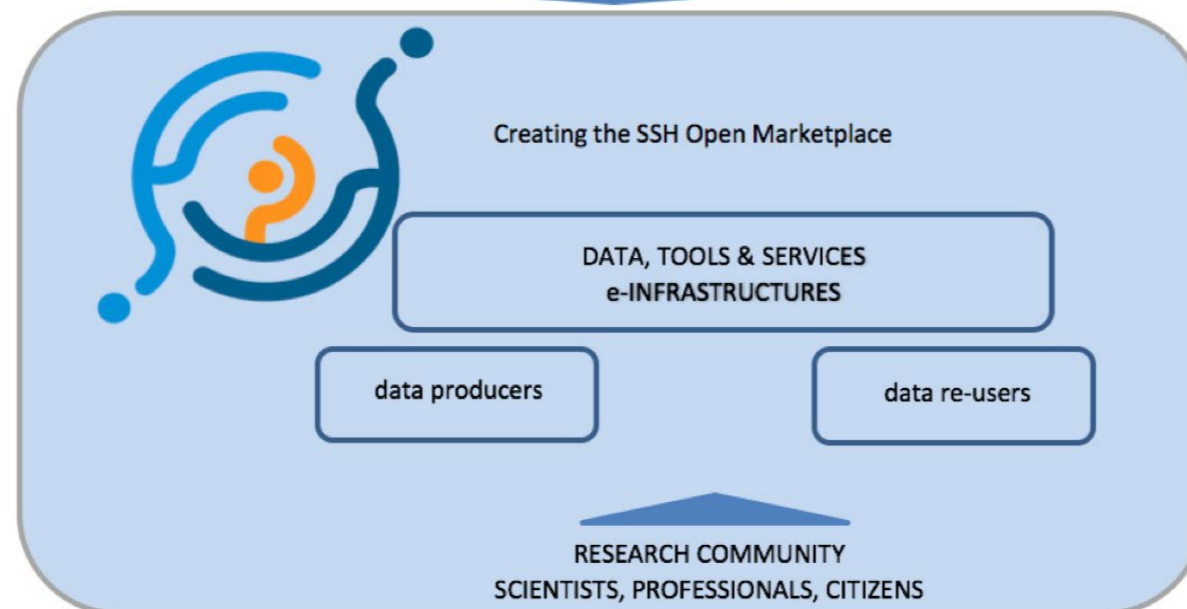 Creating the SSH Open Marketplace
DATA, TOOLS & SERVICES
e-INFRASTRUCTURES
data producers
data re-users
RESEARCH COMMUNITY
SCIENTISTS, PROFESSIONALS, CITIZENS